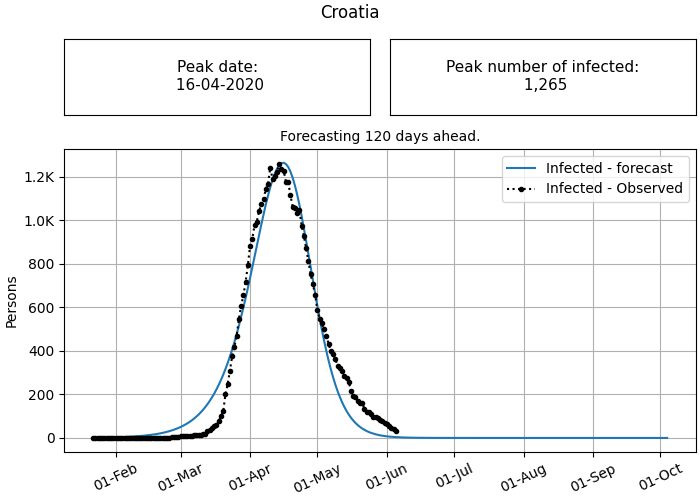 Croatia
Peak date:
16-04-2020
Peak number of infected:
1,265
Forecasting 120 days ahead.
Infected - forecast
Infected - Observed
1.2K
1.0K
800
600
400
200
0
Persons
01-Feb
01-Mar
01-Apr
01-May
01-Jun
01-Jul
01-Aug
01-Sep
01-Oct